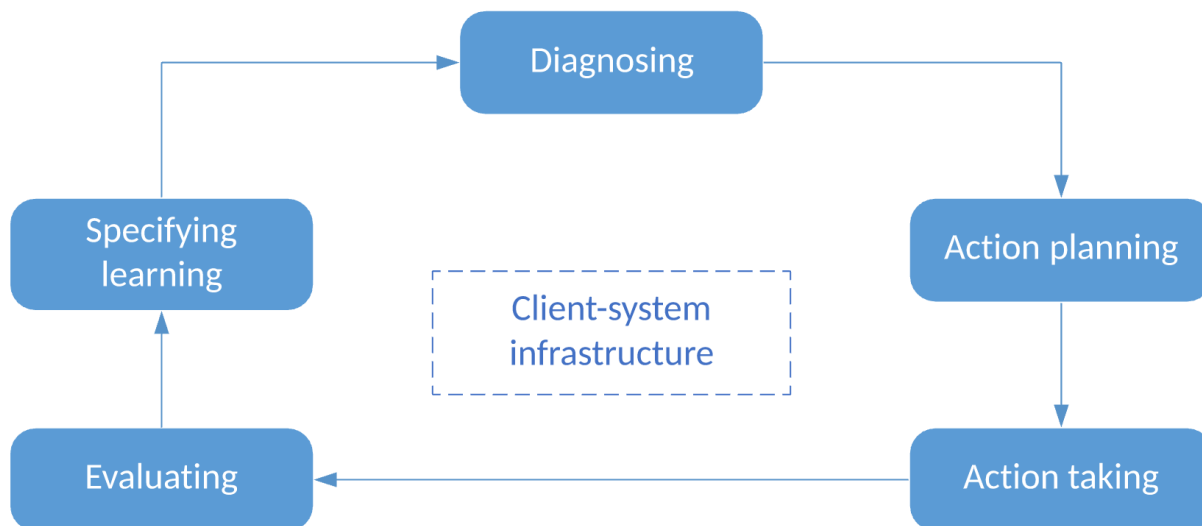 Diagnosing
Specifying
learning
Action planning
Client-system
infrastructure
Evaluating
Action taking